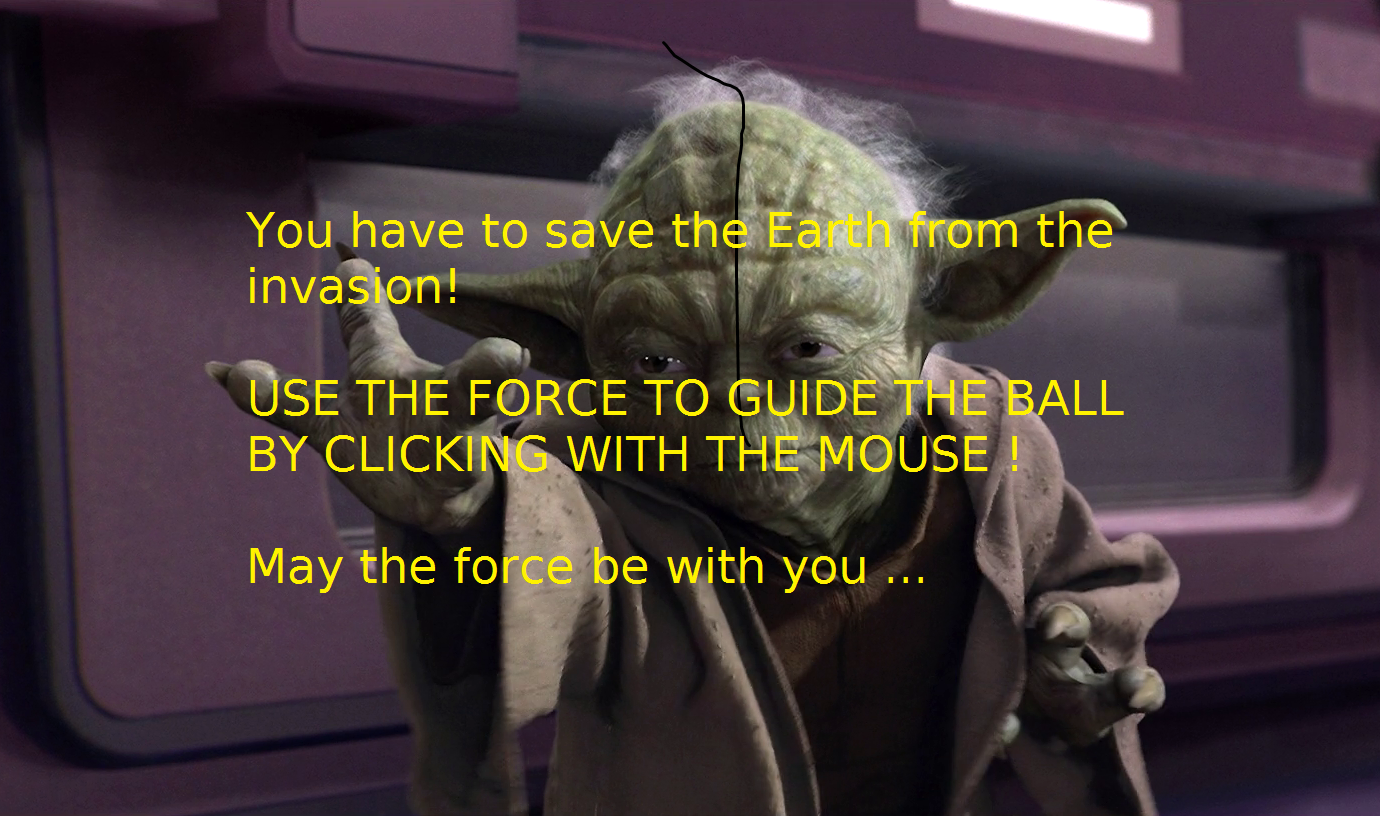 You have to save the Earth from the
invasion!
USE THE FORCE TO GUIDE THE BALL
BY CLICKING WITH THE MOUSE !
May the force be with you ...